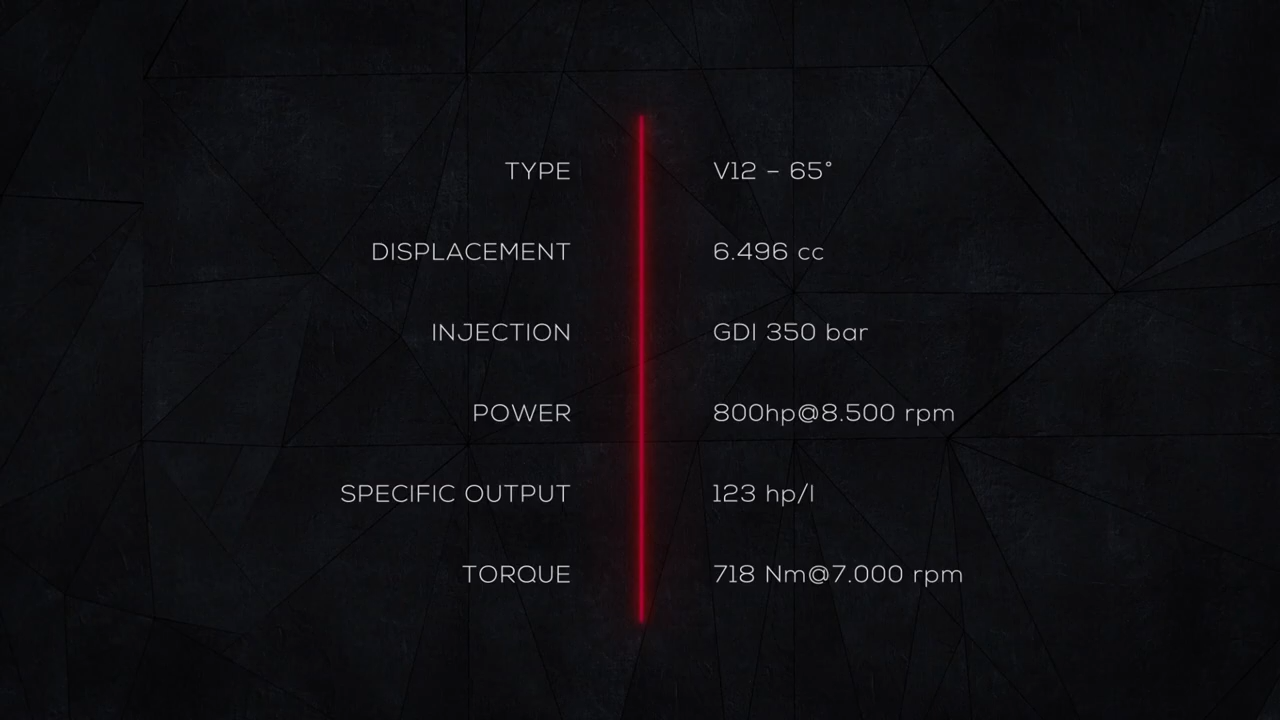 TYPE V12 – 65°
DISPLACEMENT 6.496 cc
INJECTION GDI 350 bar
POWER 800hp@8.500 rpm
SPECIFIC OUTPUT 123 hp/l
TORQUE 718 Nm@7.000 rpm